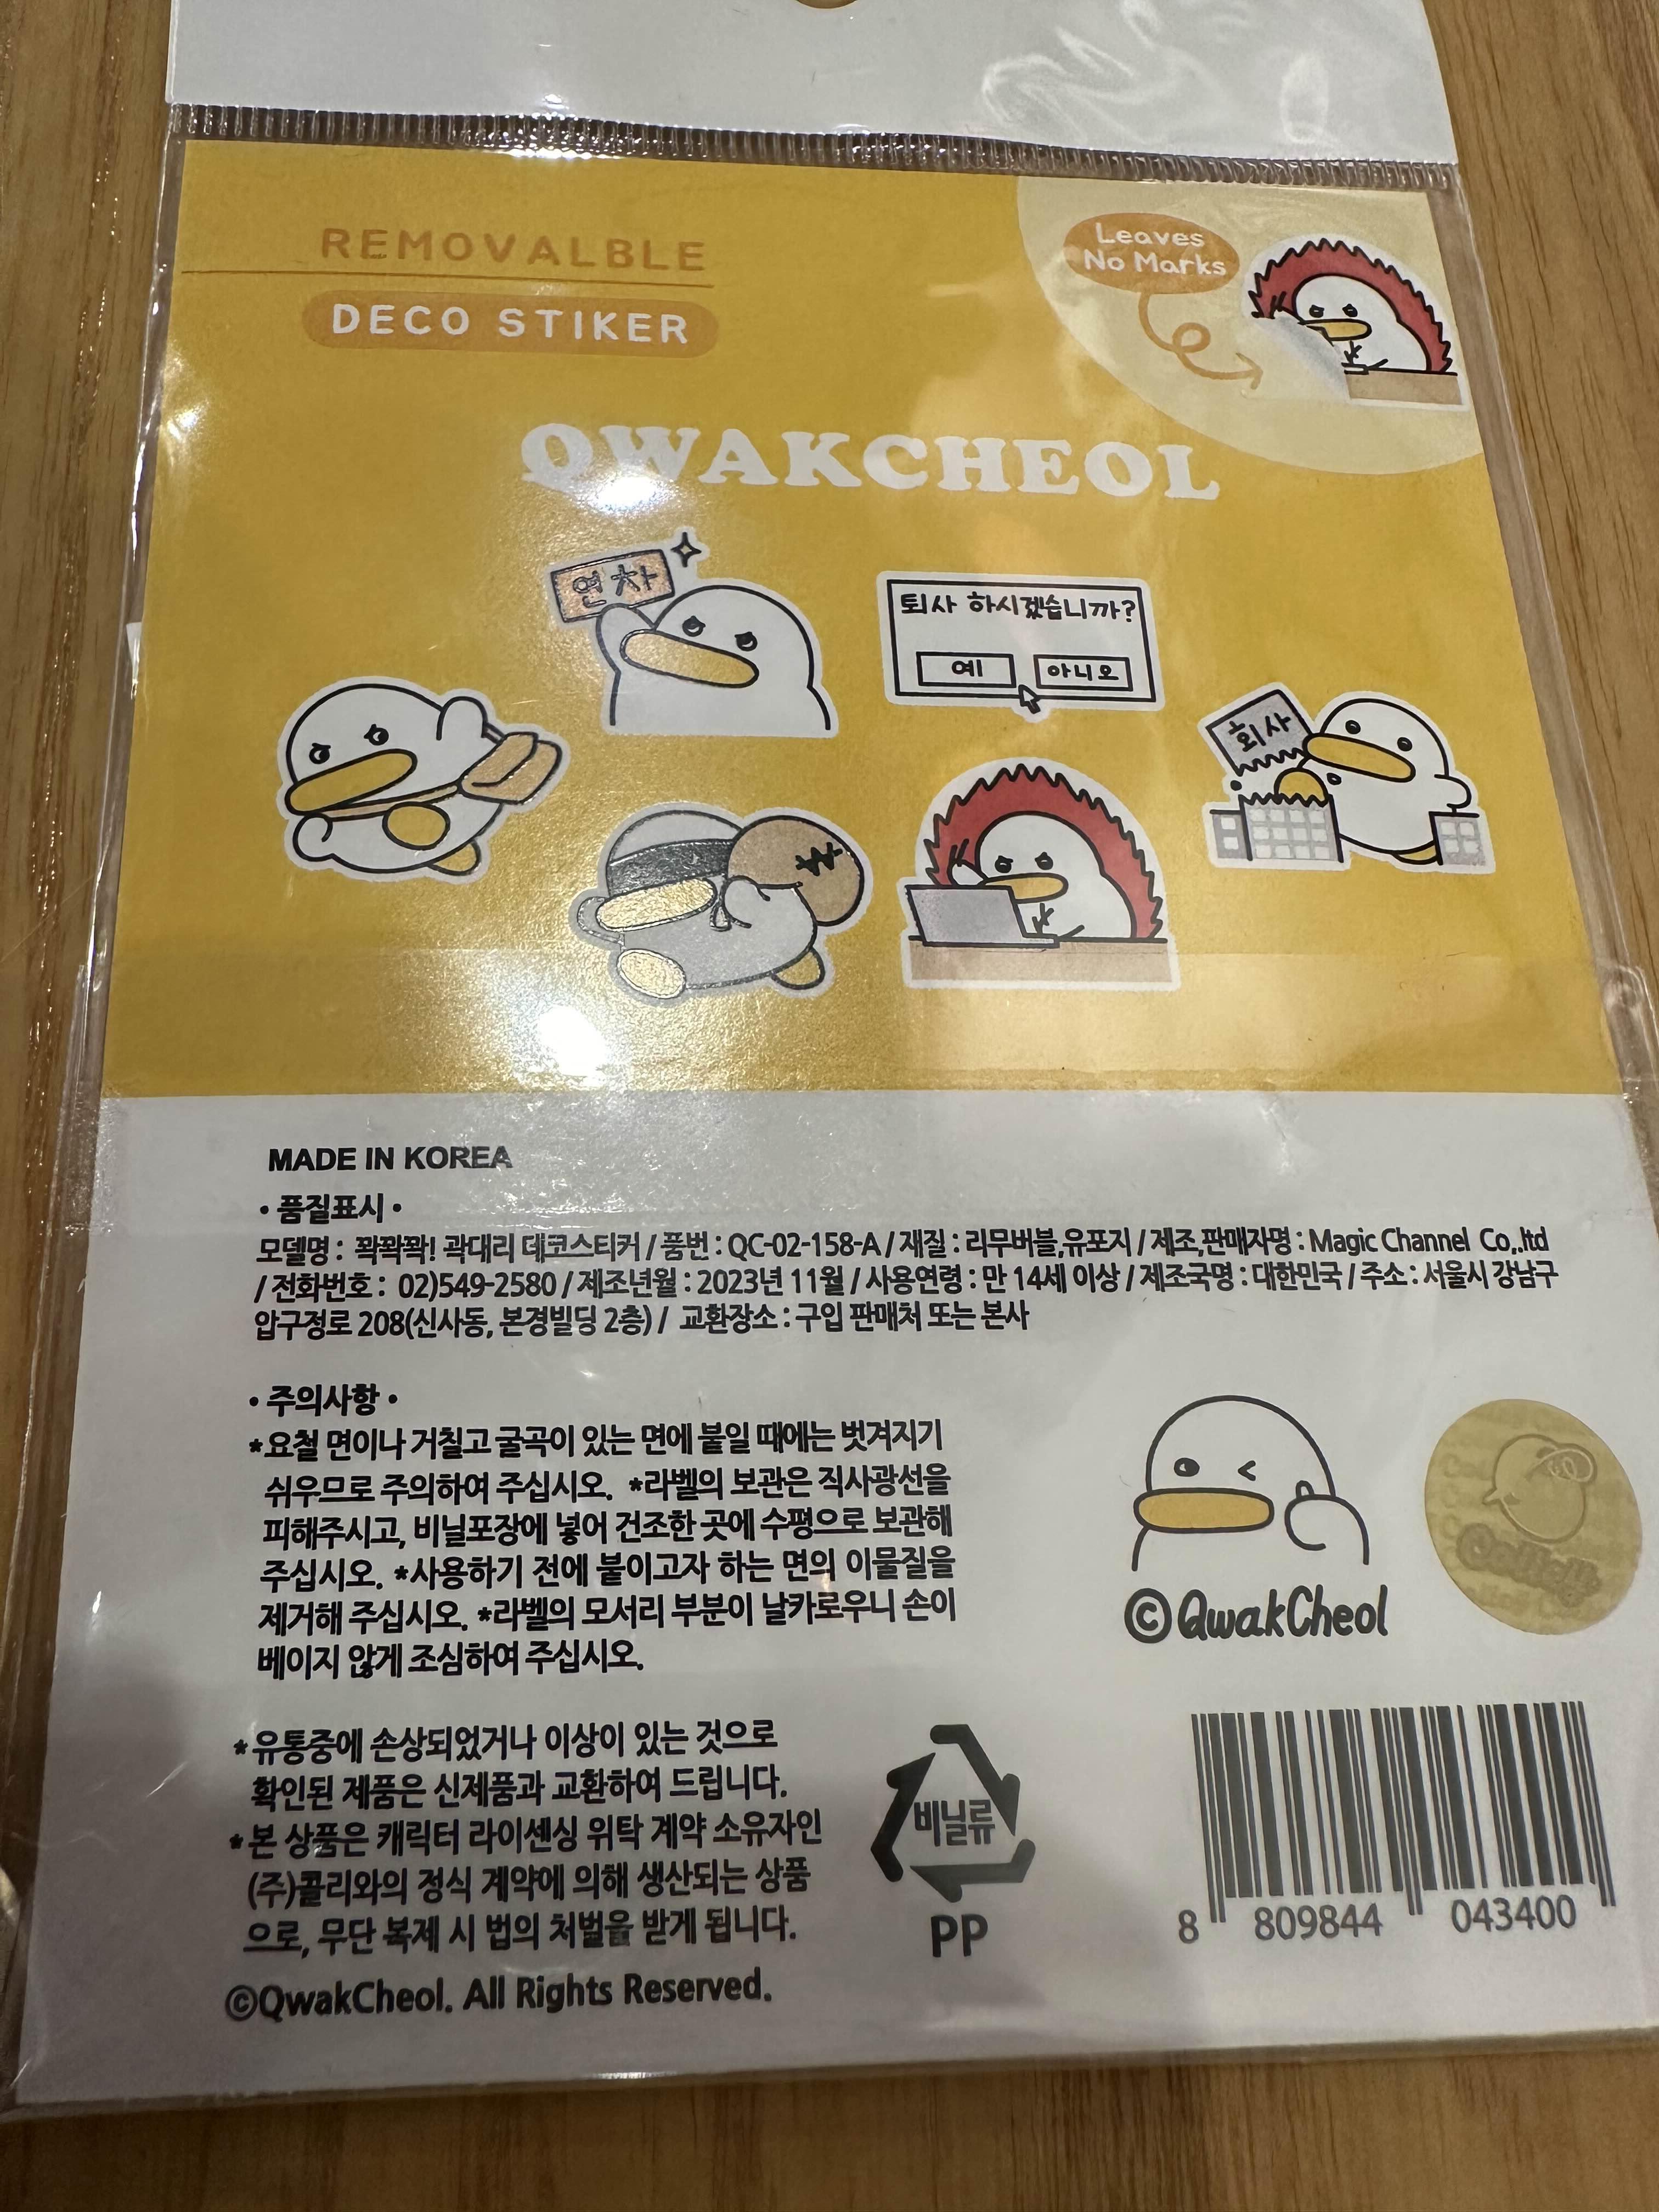 REMOVALBLE
DECO STIKER
Leaves
No Marks
QWAKCHEOL
연차
퇴사 하시겠습니까?
예 아니오
회사
₩
MADE IN KOREA
• 품질표시 •
모델명 : 꽉꽉꽉! 곽대리 데코스티커 / 품번 : QC-02-158-A / 재질 : 리무버블,유포지 / 제조,판매자명 : Magic Channel Co,.ltd
/ 전화번호 : 02)549-2580 / 제조년월 : 2023년 11월 / 사용연령 : 만 14세 이상 / 제조국명 : 대한민국 / 주소 : 서울시 강남구
압구정로 208(신사동, 본경빌딩 2층) / 교환장소 : 구입 판매처 또는 본사
• 주의사항 •
*요철 면이나 거칠고 굴곡이 있는 면에 붙일 때에는 벗겨지기
쉬우므로 주의하여 주십시오. *라벨의 보관은 직사광선을
피해주시고, 비닐포장에 넣어 건조한 곳에 수평으로 보관해
주십시오. *사용하기 전에 붙이고자 하는 면의 이물질을
제거해 주십시오. *라벨의 모서리 부분이 날카로우니 손이
베이지 않게 조심하여 주십시오.
©QwakCheol
*유통중에 손상되었거나 이상이 있는 것으로
확인된 제품은 신제품과 교환하여 드립니다.
*본 상품은 캐릭터 라이센싱 위탁 계약 소유자인
(주)콜리와의 정식 계약에 의해 생산되는 상품
으로, 무단 복제 시 법의 처벌을 받게 됩니다.
©QwakCheol. All Rights Reserved.
비닐류
PP
8 809844 043400